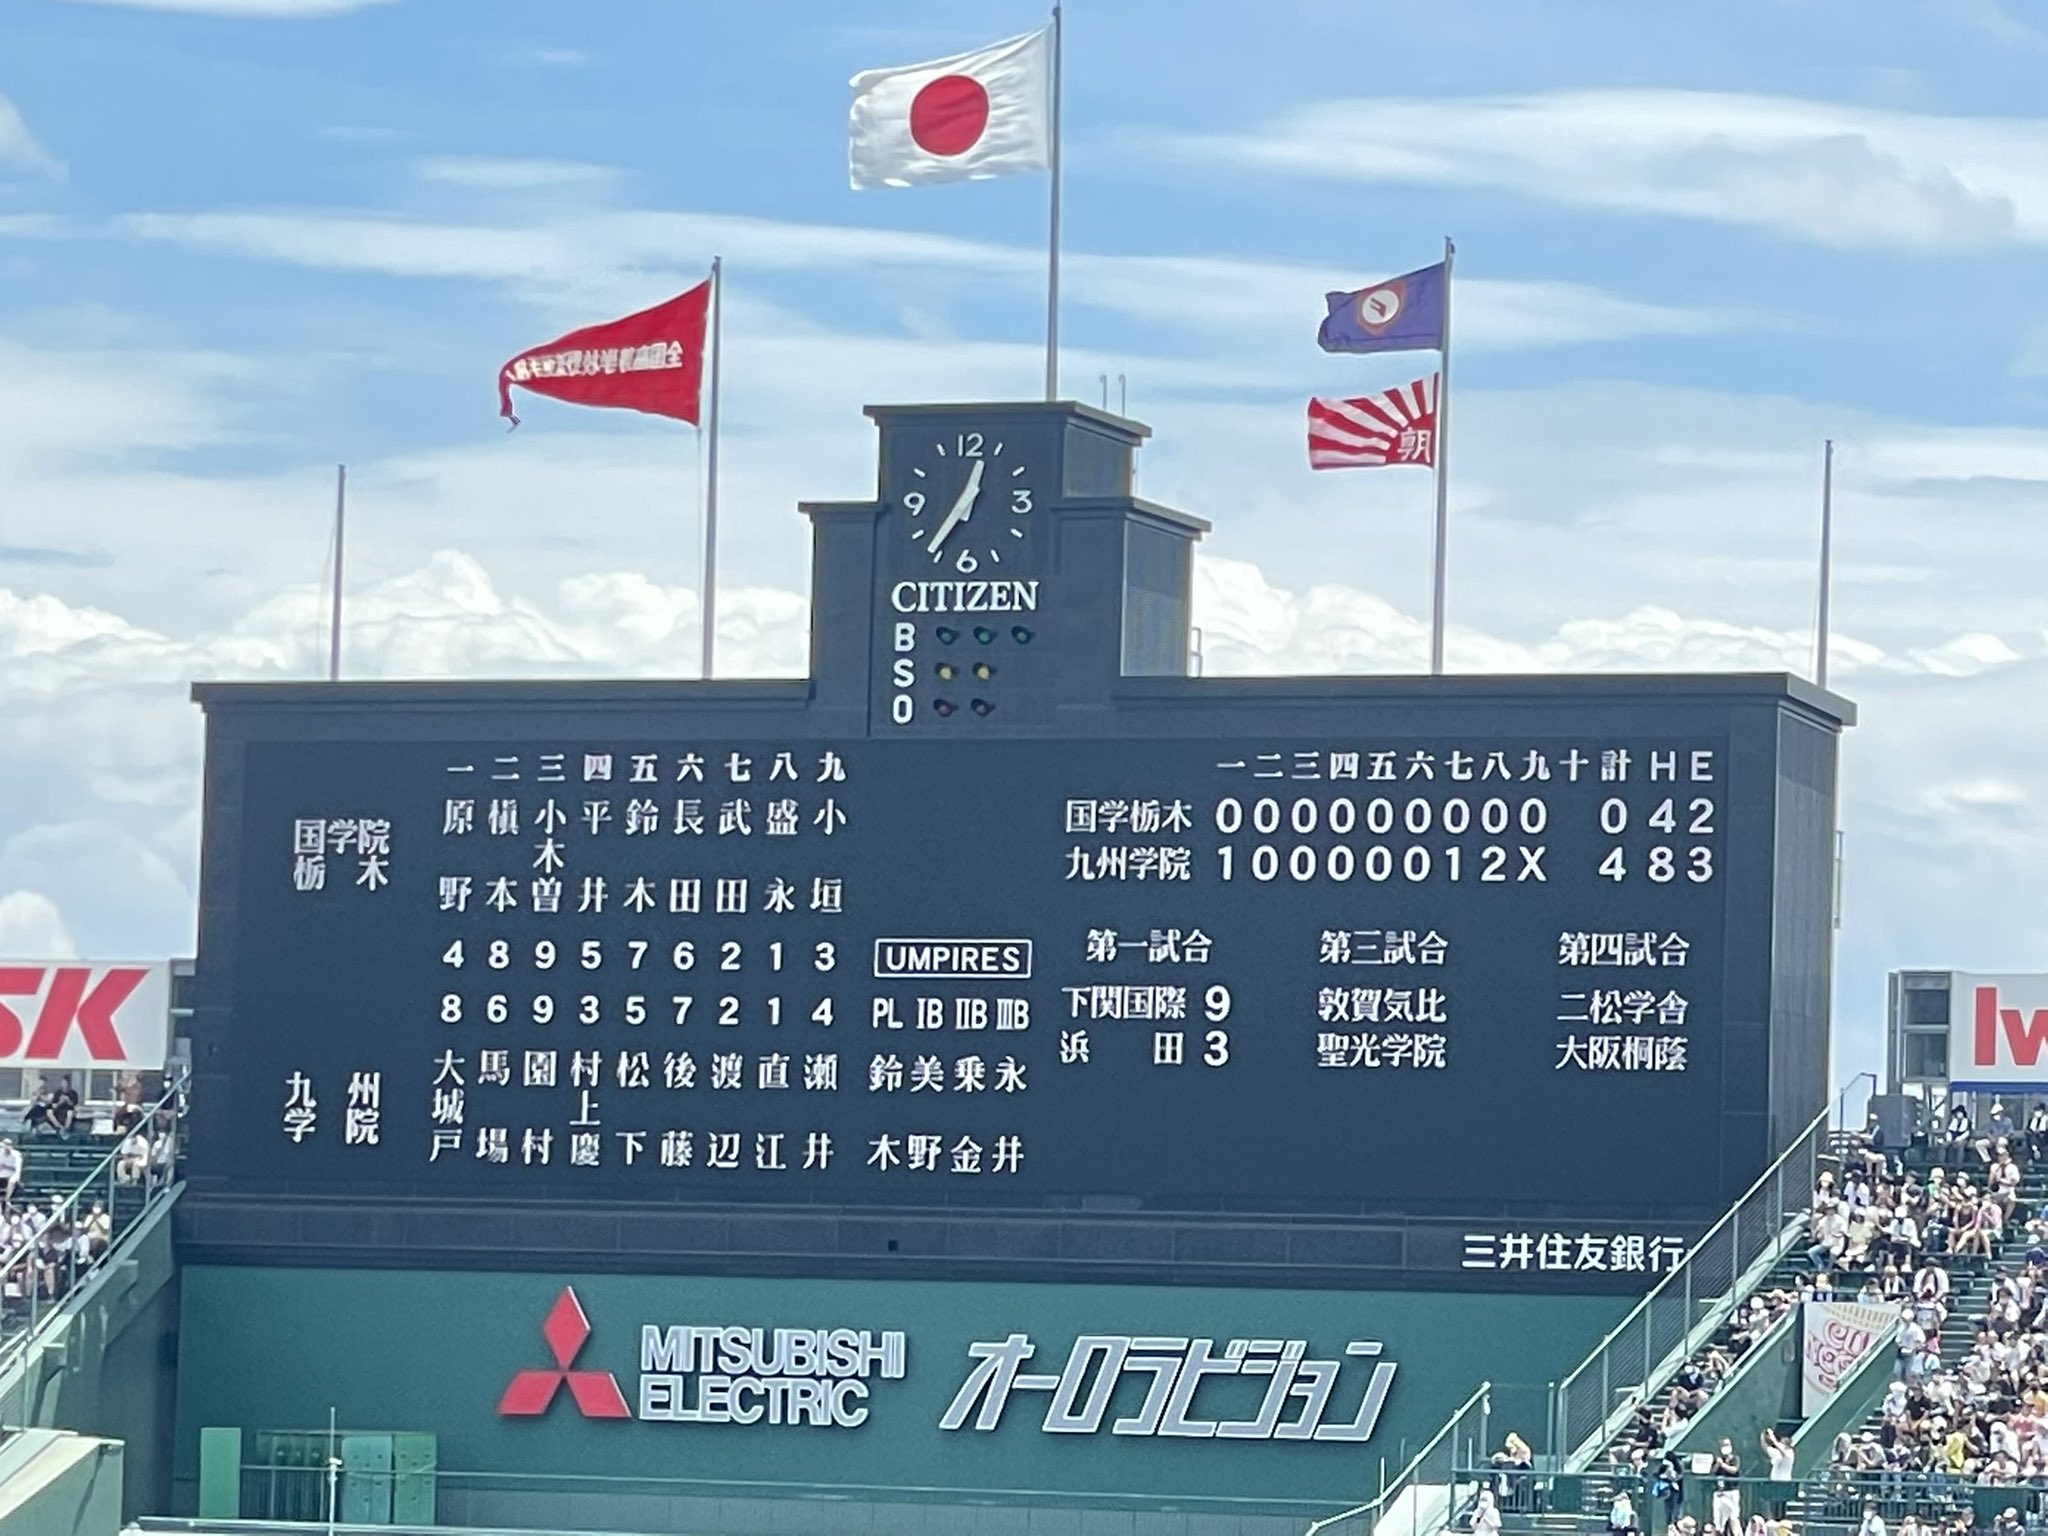 朝
12
9 3
6
CITIZEN
B
S
O
一 二 三 四 五 六 七 八 九
国学院栃木
原野 槇本 小木曽 平井 鈴木 長田 武田 盛永 小垣
4 8 9 5 7 6 2 1 3
8 6 9 3 5 7 2 1 4
九州学院
大城戸 馬場 園村 村上慶 松下 後藤 渡辺 直江 瀬井
UMPIRES
PL IB IIB IIIB
鈴木 美野 乗金 永井
一 二 三 四 五 六 七 八 九 十 計 H E
国学栃木 0 0 0 0 0 0 0 0 0 0 4 2
九州学院 1 0 0 0 0 0 1 2 X 4 8 3
第一試合 第三試合 第四試合
下関国際 9 敦賀気比 二松学舎
浜田 3 聖光学院 大阪桐蔭
三井住友銀行
MITSUBISHI
ELECTRIC
オーロラビジョン
SK
Iw